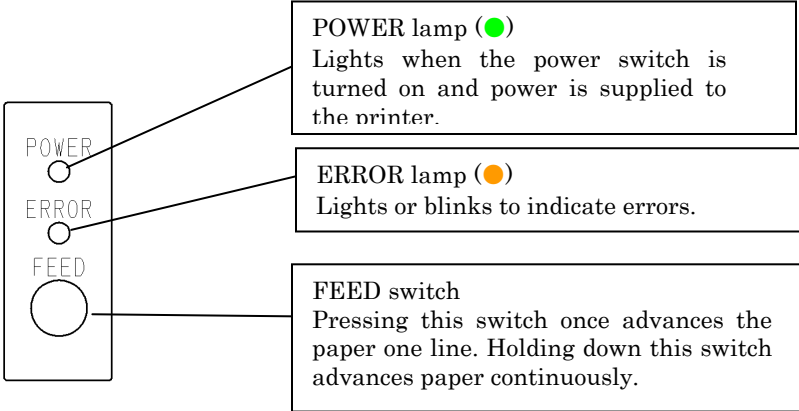 POWER lamp (●)
Lights when the power switch is
turned on and power is supplied to
the printer.
POWER
ERROR lamp (●)
Lights or blinks to indicate errors.
ERROR
FEED
FEED switch
Pressing this switch once advances the
paper one line. Holding down this switch
advances paper continuously.